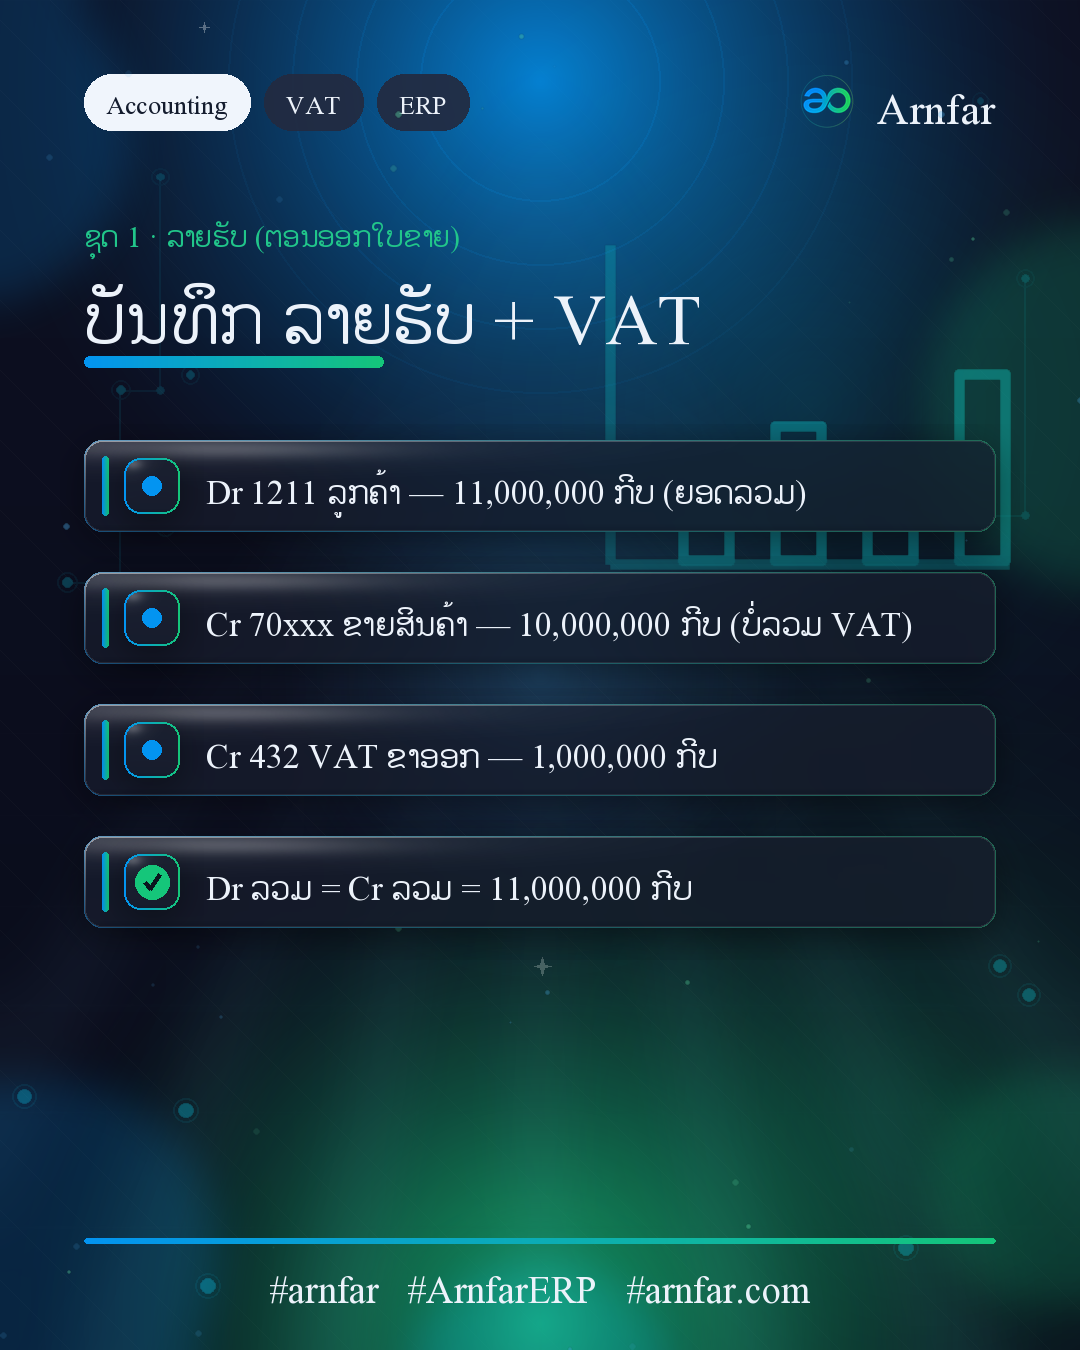 Accounting VAT ERP
Arnfar
ຊຸດ 1 · ລາຍຮັບ (ຕອນອອກໃບຂາຍ)
ບັນທຶກ ລາຍຮັບ + VAT
Dr 1211 ລູກຄ້າ — 11,000,000 ກີບ (ຍອດລວມ)
Cr 70xxx ຂາຍສິນຄ້າ — 10,000,000 ກີບ (ບໍ່ລວມ VAT)
Cr 432 VAT ຂາອອກ — 1,000,000 ກີບ
Dr ລວມ = Cr ລວມ = 11,000,000 ກີບ
#arnfar #ArnfarERP #arnfar.com